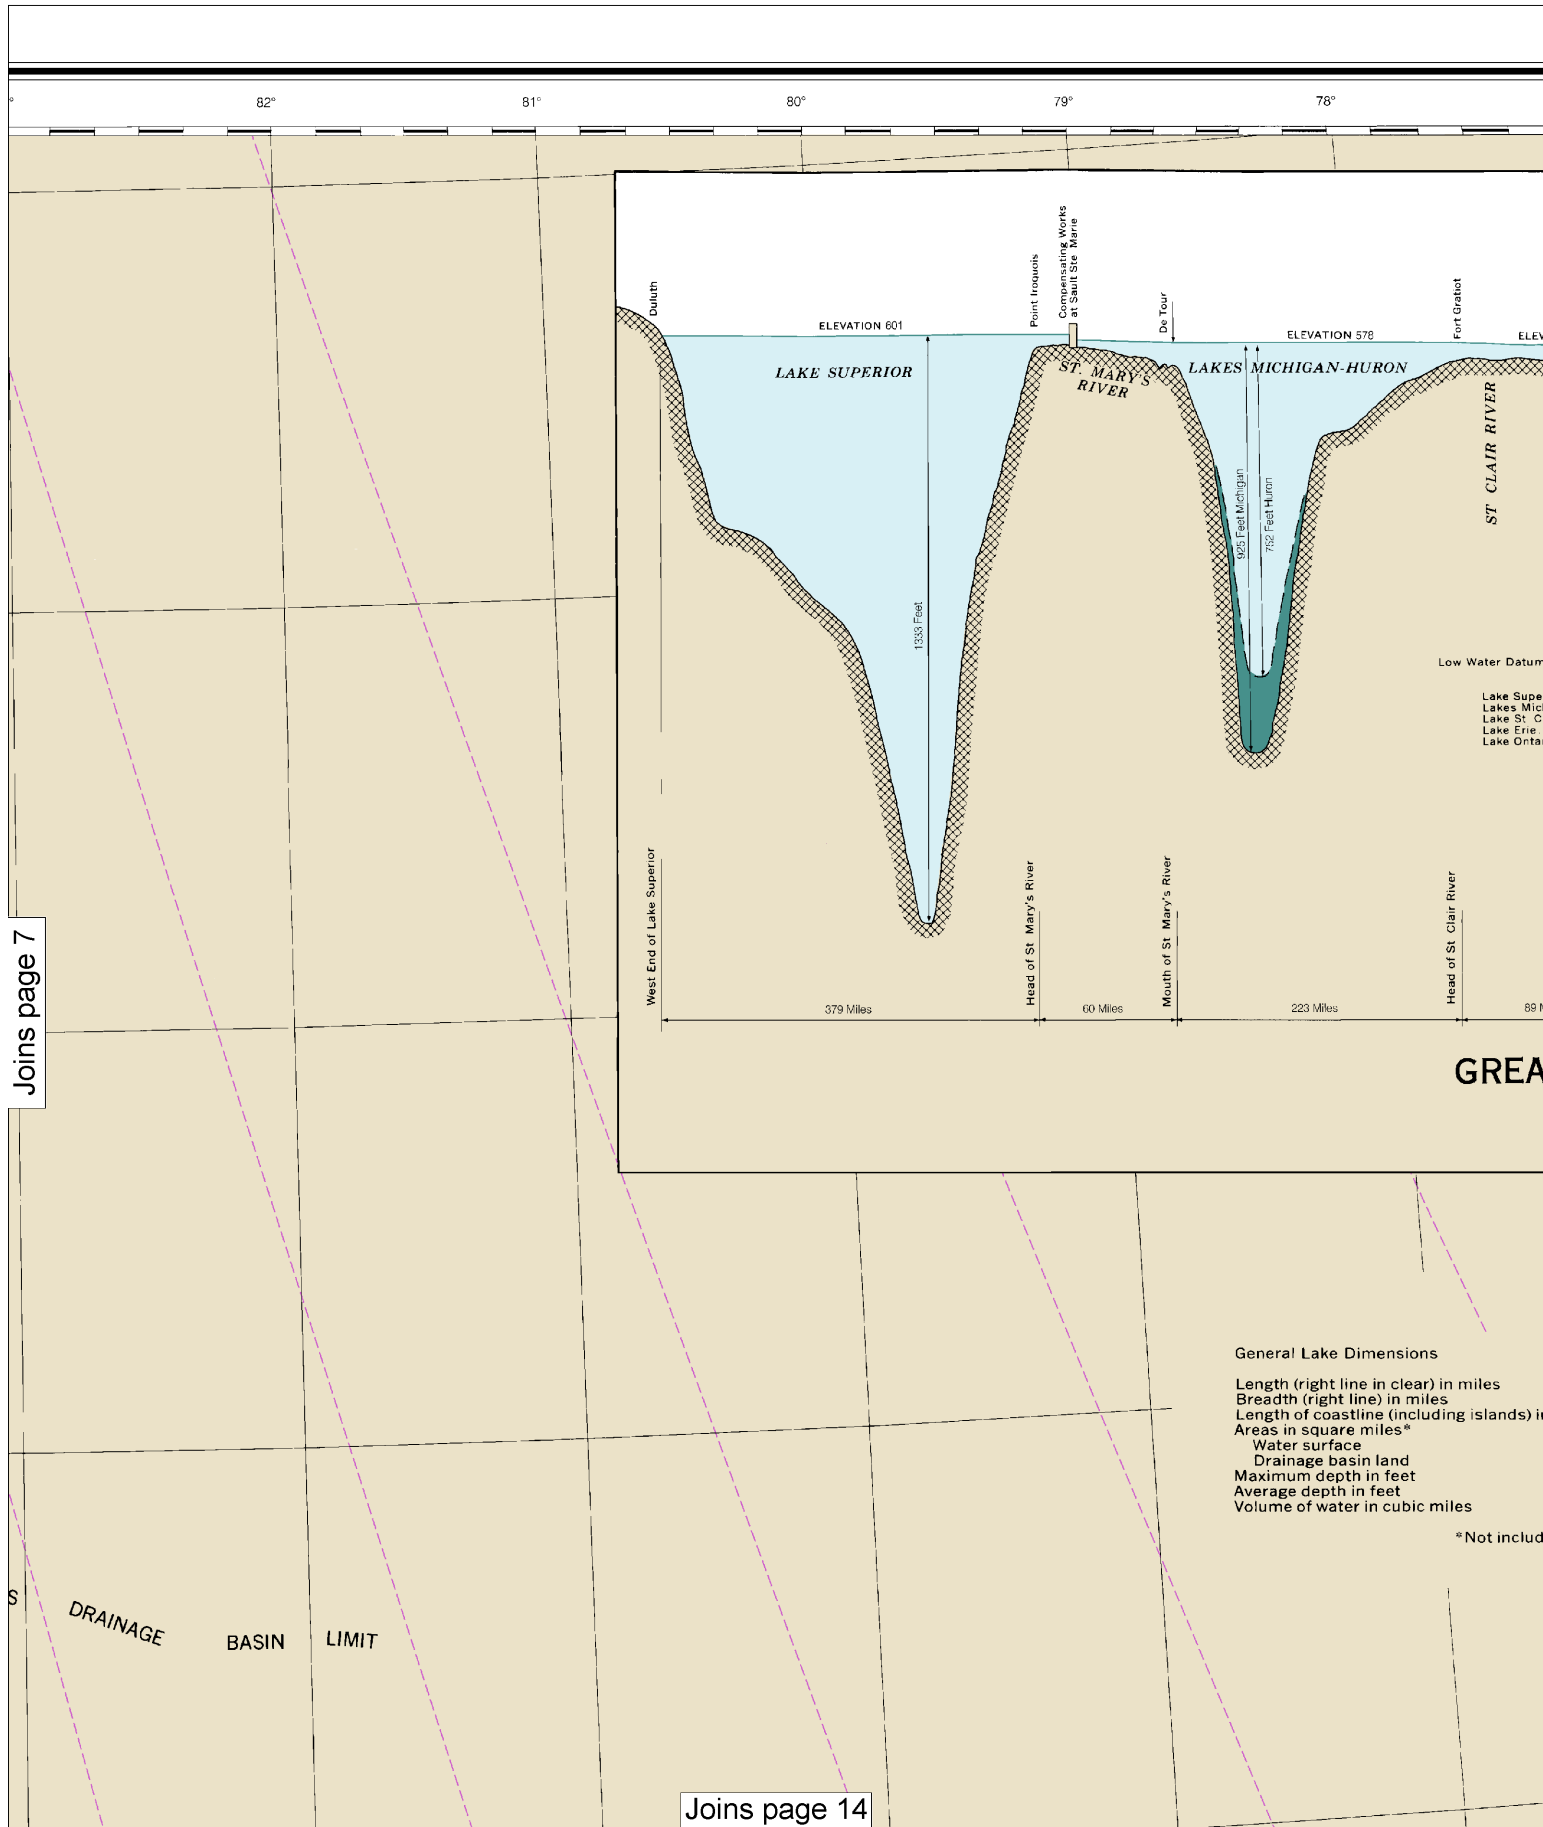 82°
81°
80°
79°
78°
Duluth
Point Iroquois
Compensating Works
at Sault Ste Marie
De Tour
Fort Gratiot
ELEVATION 601
ELEVATION 578
LAKE SUPERIOR
ST. MARY'S
RIVER
LAKES MICHIGAN-HURON
ST CLAIR RIVER
1333 Feet
925 Feet Michigan
752 Feet Huron
Low Water Datum
Lake
Lakes
Lake St
Lake Erie
Lake
West End of Lake Superior
Head of St Mary's River
Mouth of St Mary's River
Head of St Clair River
379 Miles
60 Miles
223 Miles
89
Joins page 7
General Lake Dimensions
Length (right line in clear) in miles
Breadth (right line) in miles
Length of coastline (including islands)
Areas in square miles*
Water surface
Drainage basin land
Maximum depth in feet
Average depth in feet
Volume of water in cubic miles
*Not
S DRAINAGE BASIN LIMIT
Joins page 14